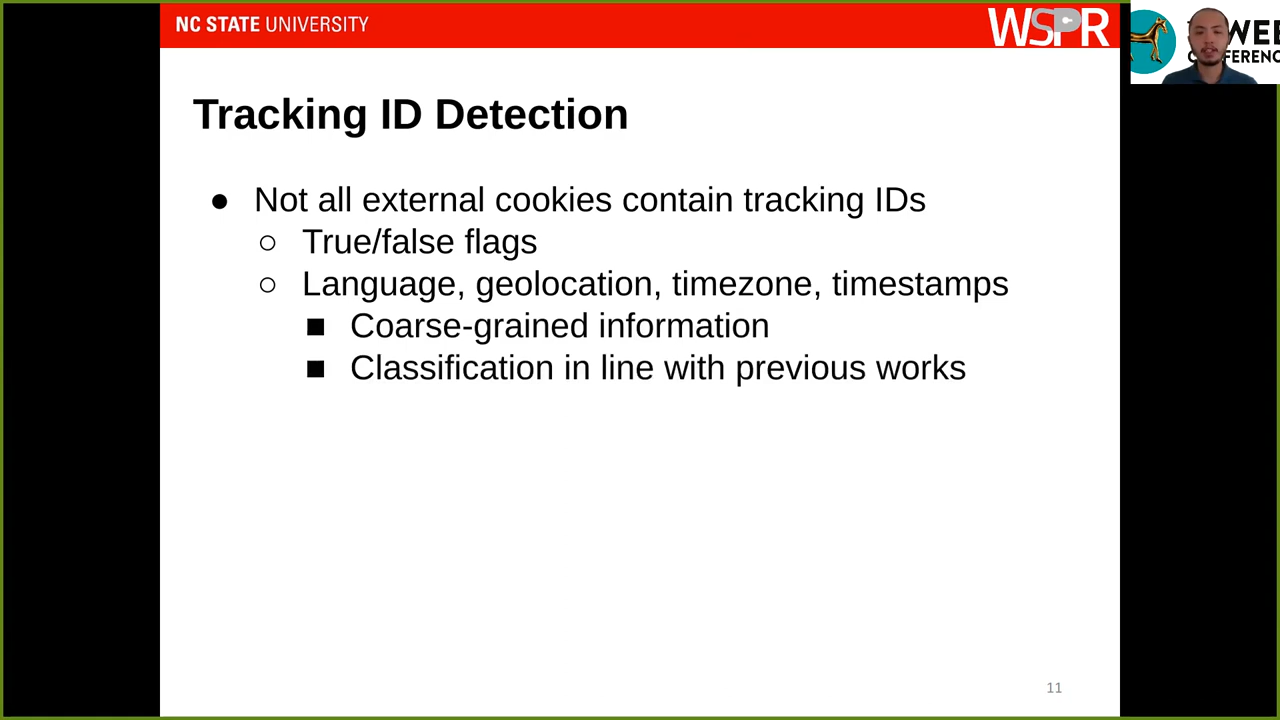 NC STATE UNIVERSITY
WSPR
Tracking ID Detection
● Not all external cookies contain tracking IDs
○ True/false flags
○ Language, geolocation, timezone, timestamps
■ Coarse-grained information
■ Classification in line with previous works
11